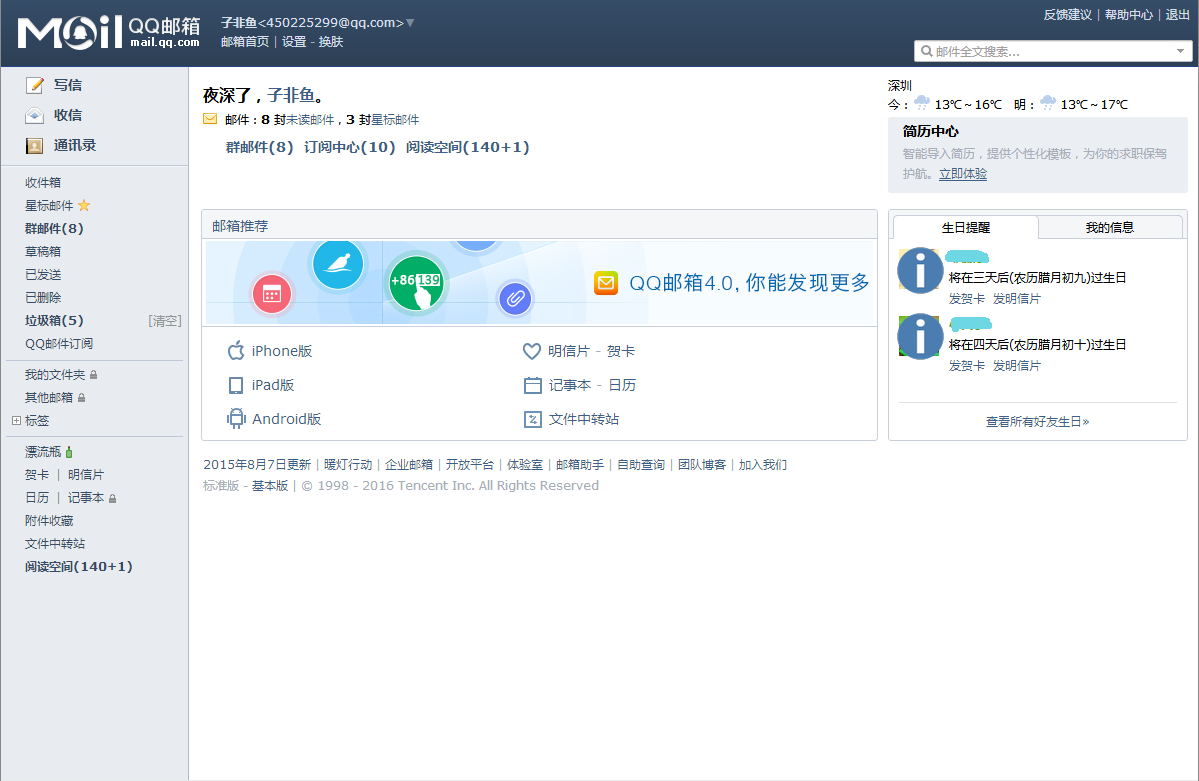 Mail QQ邮箱 mail.qq.com
子非鱼<450225299@qq.com>▼
邮箱首页 | 设置 - 换肤
反馈建议 | 帮助中心 | 退出
邮件全文搜索...
写信
收信
通讯录
收件箱
星标邮件
群邮件(8)
草稿箱
已发送
已删除
垃圾箱(5) [清空]
QQ邮件订阅
我的文件夹
其他邮箱
标签
漂流瓶
贺卡 | 明信片
日历 | 记事本
附件收藏
文件中转站
阅读空间(140+1)
夜深了，子非鱼。
邮件：8 封未读邮件，3 封星标邮件
群邮件(8) 订阅中心(10) 阅读空间(140+1)
深圳
今： 13℃～16℃ 明： 13℃～17℃
简历中心
智能导入简历，提供个性化模板，为你的求职保驾
护航。立即体验
邮箱推荐
+86 139
QQ邮箱4.0, 你能发现更多
iPhone版
明信片 - 贺卡
iPad版
记事本 - 日历
Android版
文件中转站
生日提醒
我的信息
将在三天后(农历腊月初九)过生日
发贺卡 发明信片
将在四天后(农历腊月初十)过生日
发贺卡 发明信片
查看所有好友生日»
2015年8月7日更新 | 暖灯行动 | 企业邮箱 | 开放平台 | 体验室 | 邮箱助手 | 自助查询 | 团队博客 | 加入我们
标准版 - 基本版 | © 1998 - 2016 Tencent Inc. All Rights Reserved